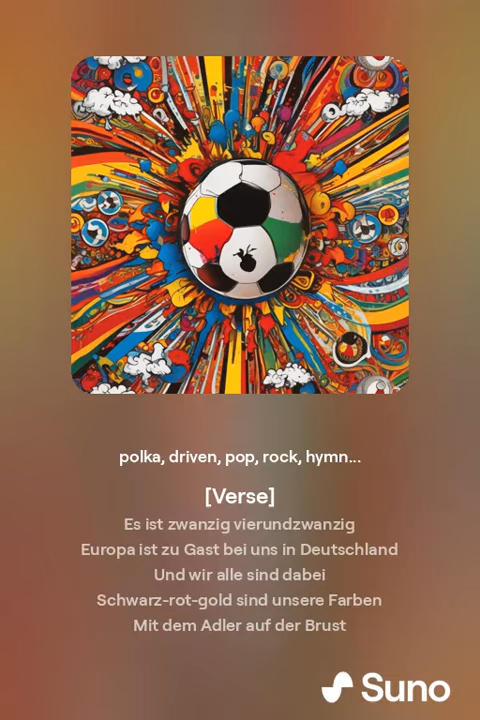 polka, driven, pop, rock, hymn...
[Verse]
Es ist zwanzig vierundzwanzig
Europa ist zu Gast bei uns in Deutschland
Und wir alle sind dabei
Schwarz-rot-gold sind unsere Farben
Mit dem Adler auf der Brust
Suno